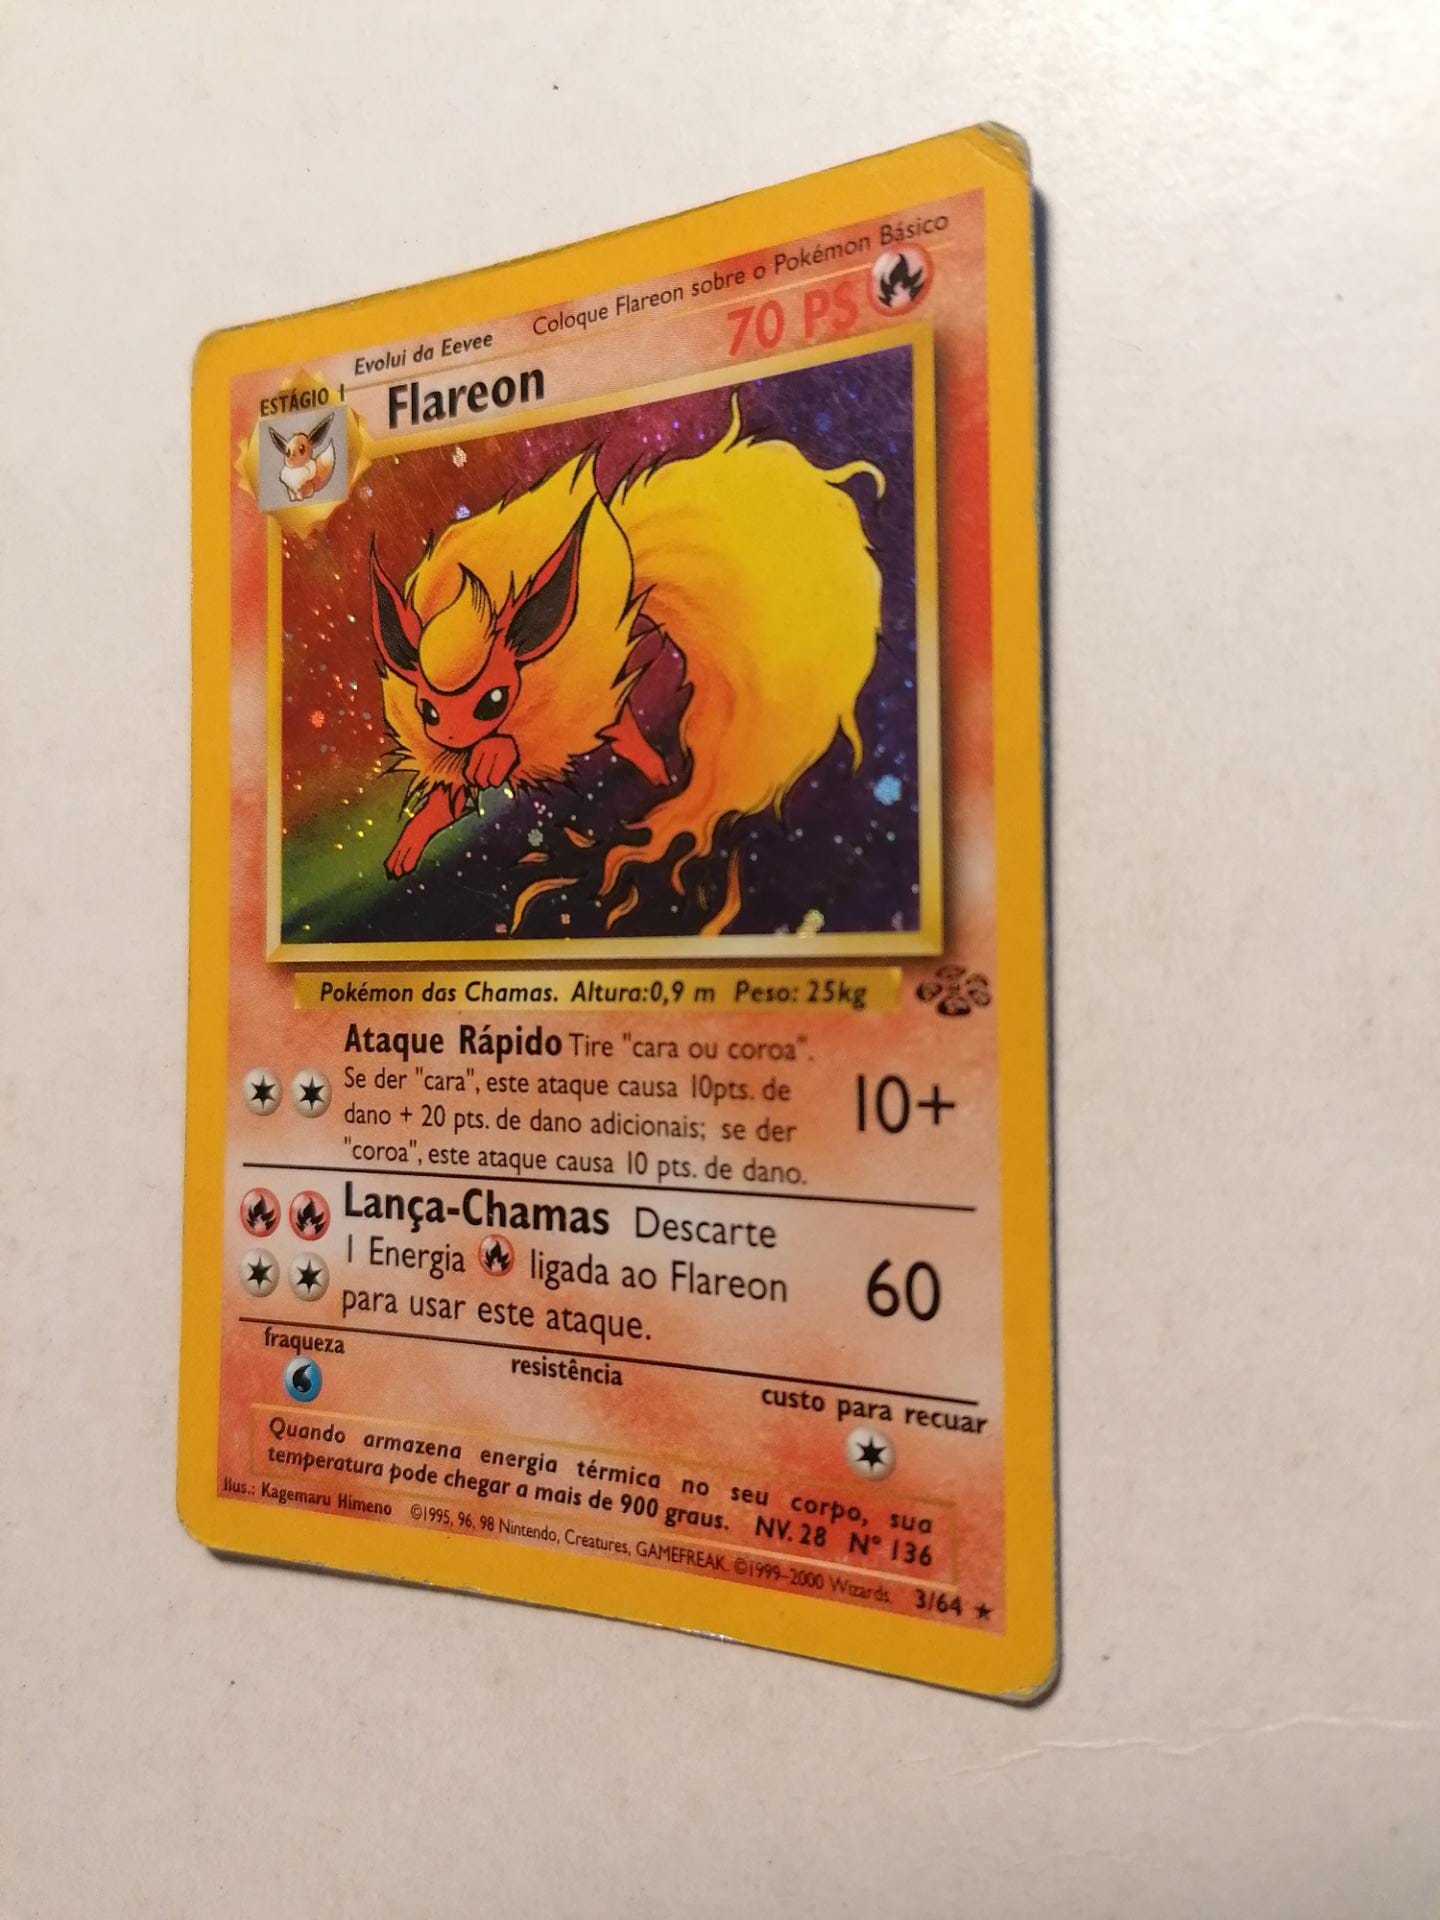 Evolui da Eevee
Coloque Flareon sobre o Pokémon Básico
ESTÁGIO 1
Flareon
70 PS
Pokémon das Chamas. Altura:0,9 m Peso: 25kg
Ataque Rápido Tire "cara ou coroa".
Se der "cara", este ataque causa 10pts. de
dano + 20 pts. de dano adicionais; se der
"coroa", este ataque causa 10 pts. de dano.
10+
Lança-Chamas Descarte
1 Energia ligada ao Flareon
para usar este ataque.
60
fraqueza
resistência
custo para recuar
Quando armazena energia térmica no seu corpo, sua
temperatura pode chegar a mais de 900 graus. NV. 28 Nº 136
Ilus.: Kagemaru Himeno ©1995, 96, 98 Nintendo, Creatures, GAMEFREAK. ©1999-2000 Wizards. 3/64 ★